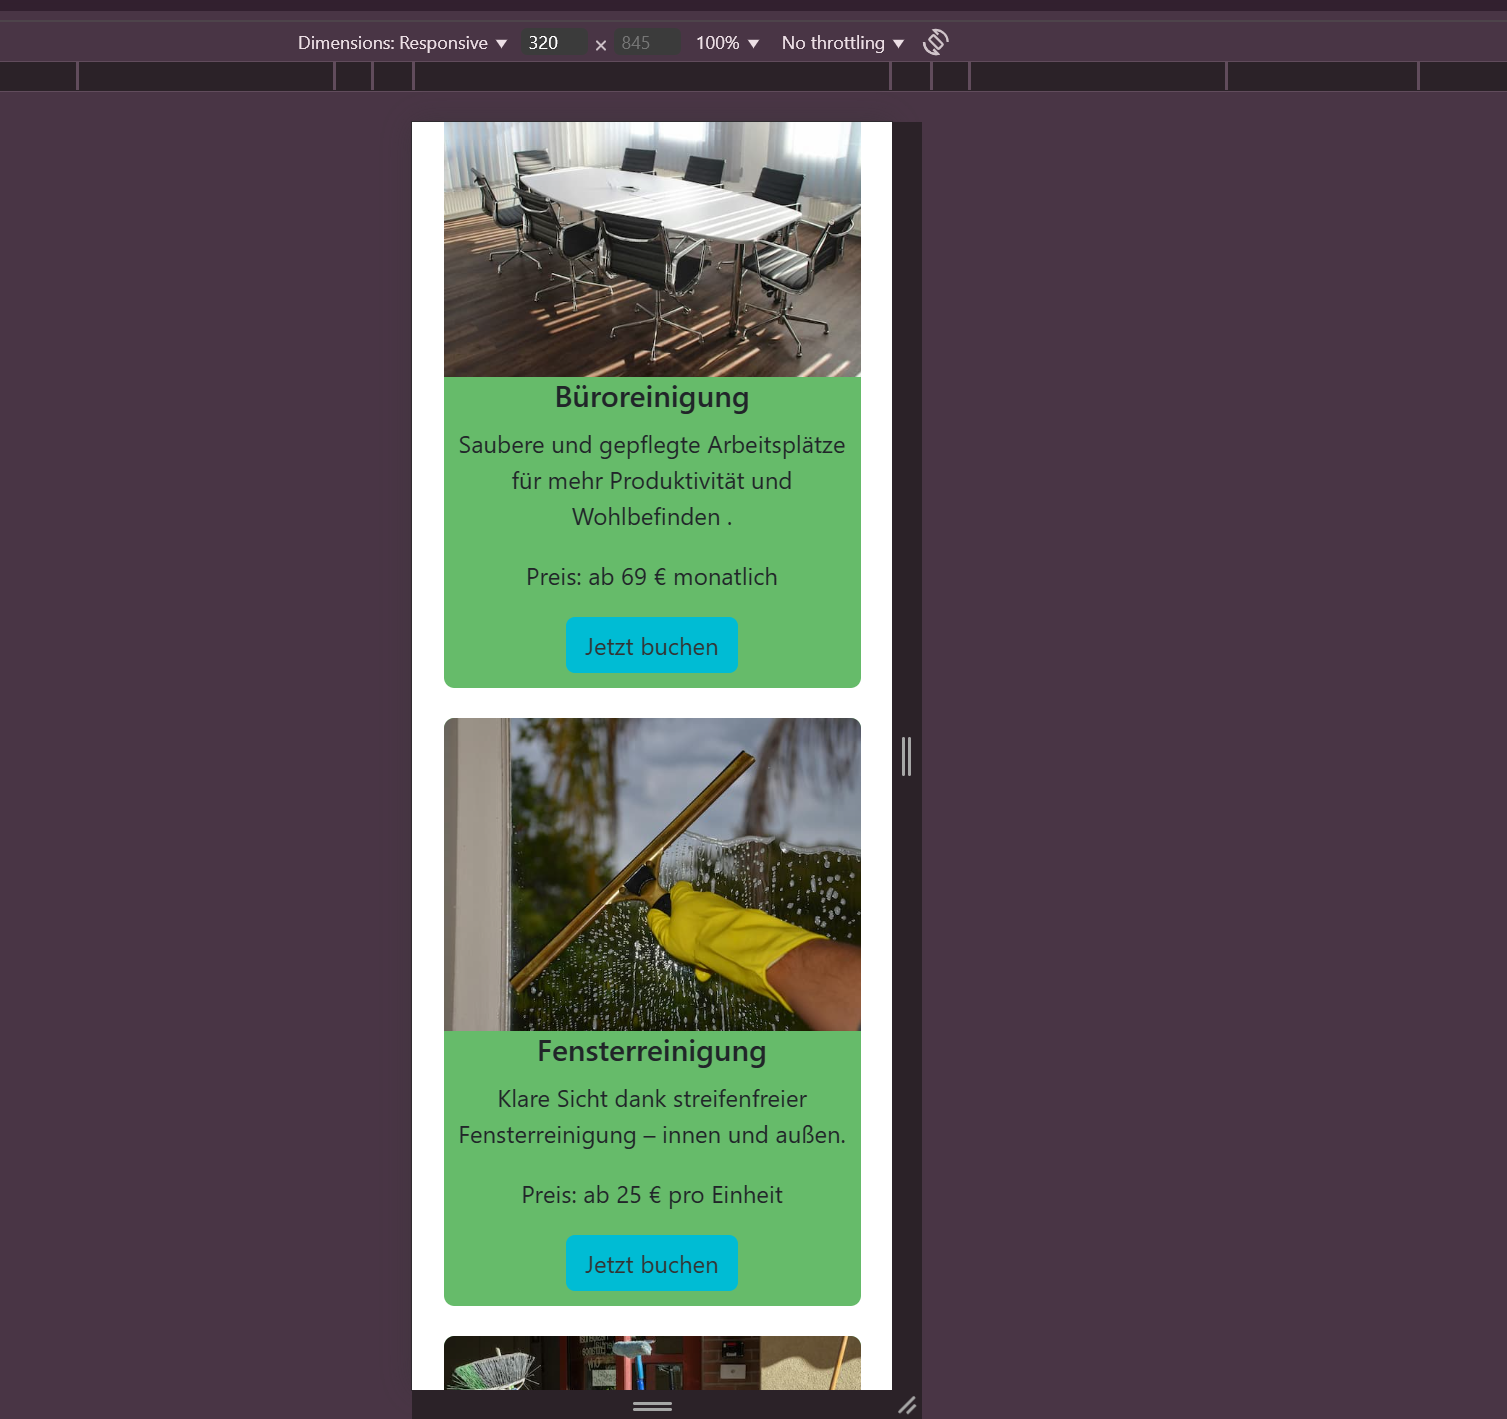 Dimensions: Responsive ▼ 320 × 845 100% ▼ No throttling ▼
Büroreinigung
Saubere und gepflegte Arbeitsplätze
für mehr Produktivität und
Wohlbefinden .
Preis: ab 69 € monatlich
Jetzt buchen
Fensterreinigung
Klare Sicht dank streifenfreier
Fensterreinigung – innen und außen.
Preis: ab 25 € pro Einheit
Jetzt buchen